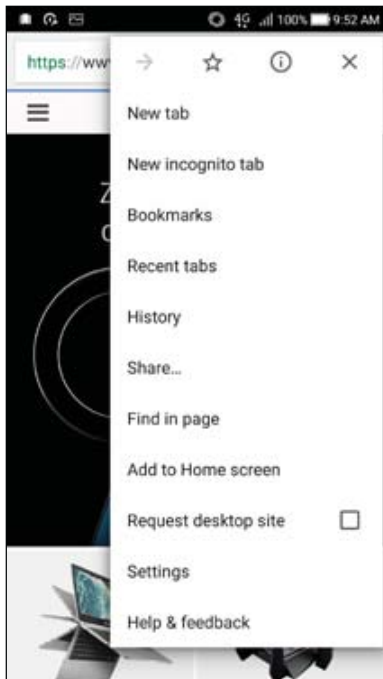 4G 100% 9:52 AM
https://www
New tab
New incognito tab
Bookmarks
Recent tabs
History
Share...
Find in page
Add to Home screen
Request desktop site
Settings
Help & feedback